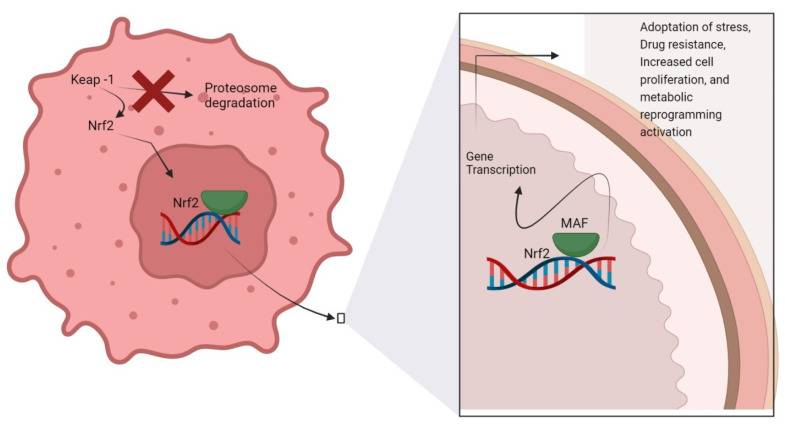 Keap -1
Proteosome
degradation
Nrf2
Nrf2
Adoptation of stress,
Drug resistance,
Increased cell
proliferation, and
metabolic
reprogramming
activation
Gene
Transcription
MAF
Nrf2